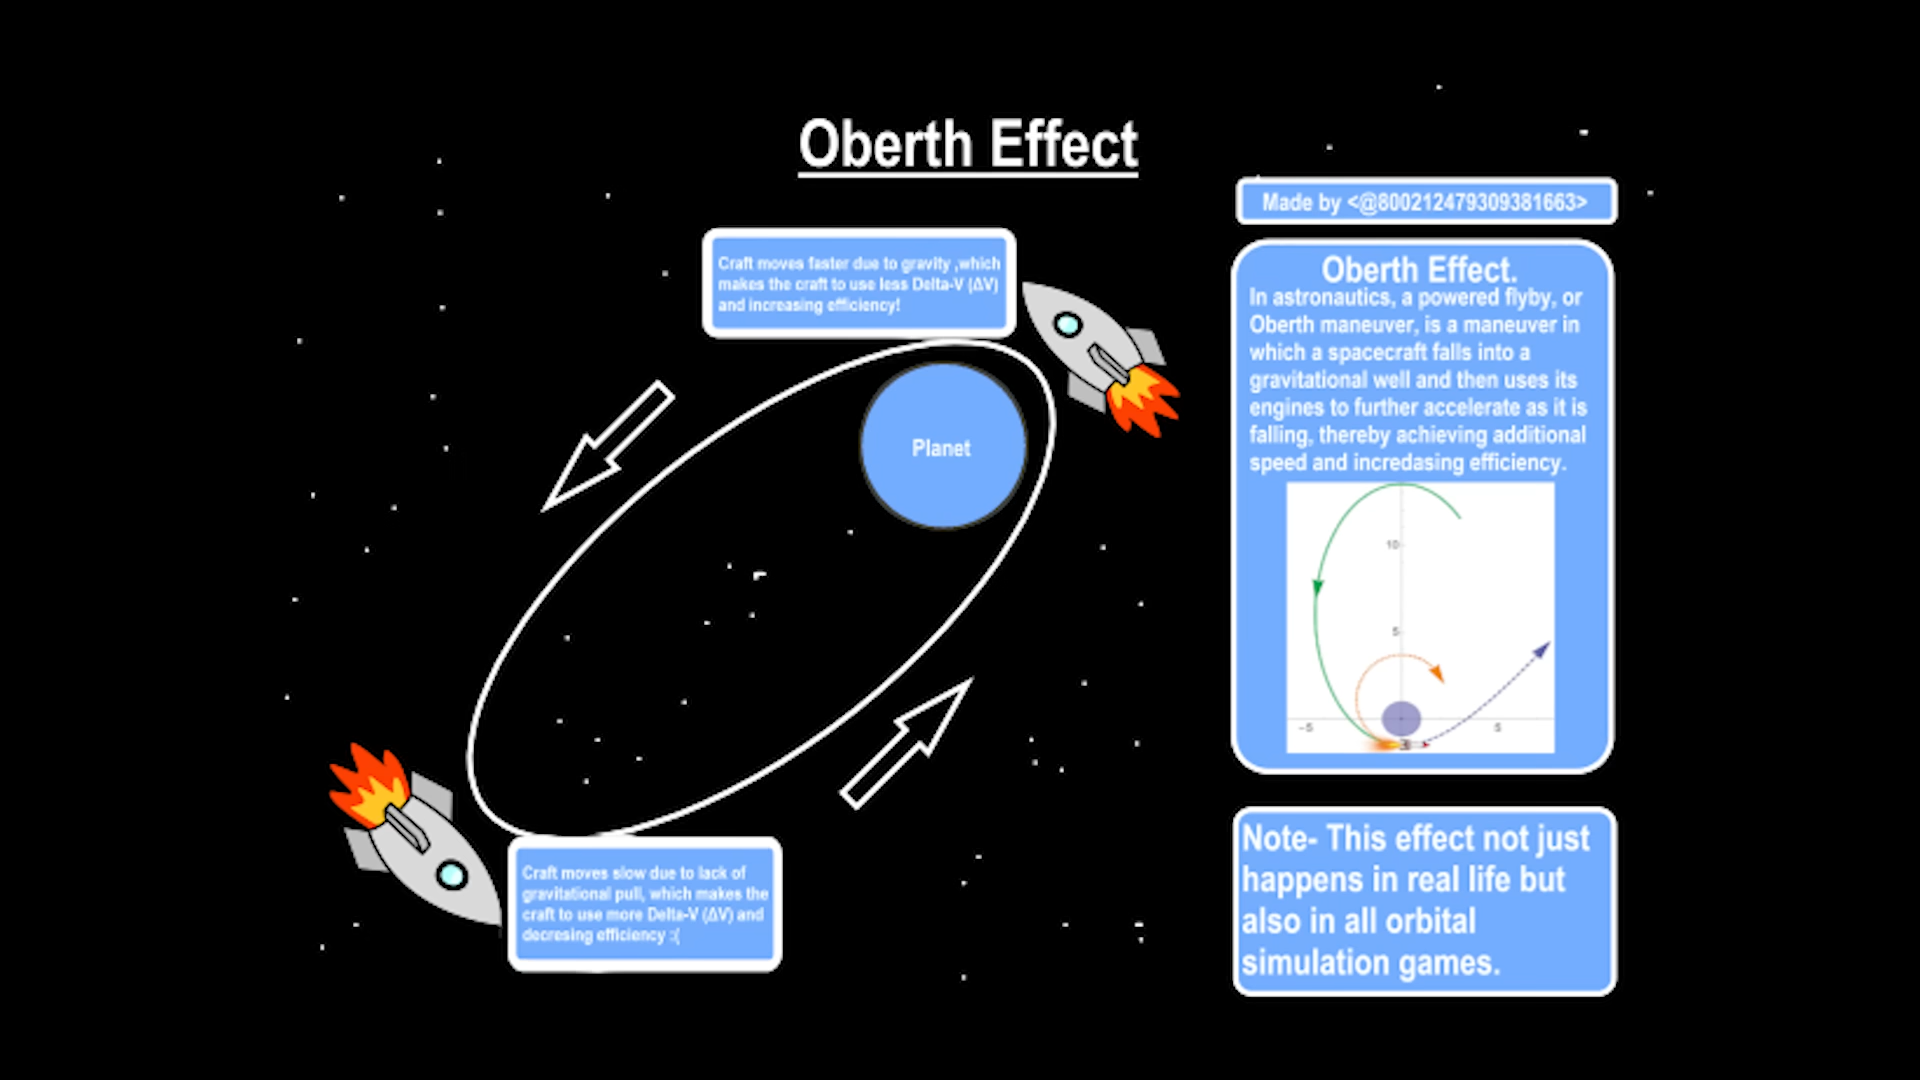 Oberth Effect
Made by <@800212479309381663>
Craft moves faster due to gravity ,which
makes the craft to use less Delta-V (ΔV)
and increasing efficiency!
Oberth Effect.
In astronautics, a powered flyby, or
Oberth maneuver, is a maneuver in
which a spacecraft falls into a
gravitational well and then uses its
engines to further accelerate as it is
falling, thereby achieving additional
speed and incredasing efficiency.
Planet
10
5
-5
5
Craft moves slow due to lack of
gravitational pull, which makes the
craft to use more Delta-V (ΔV) and
decresing efficiency :(
Note- This effect not just
happens in real life but
also in all orbital
simulation games.